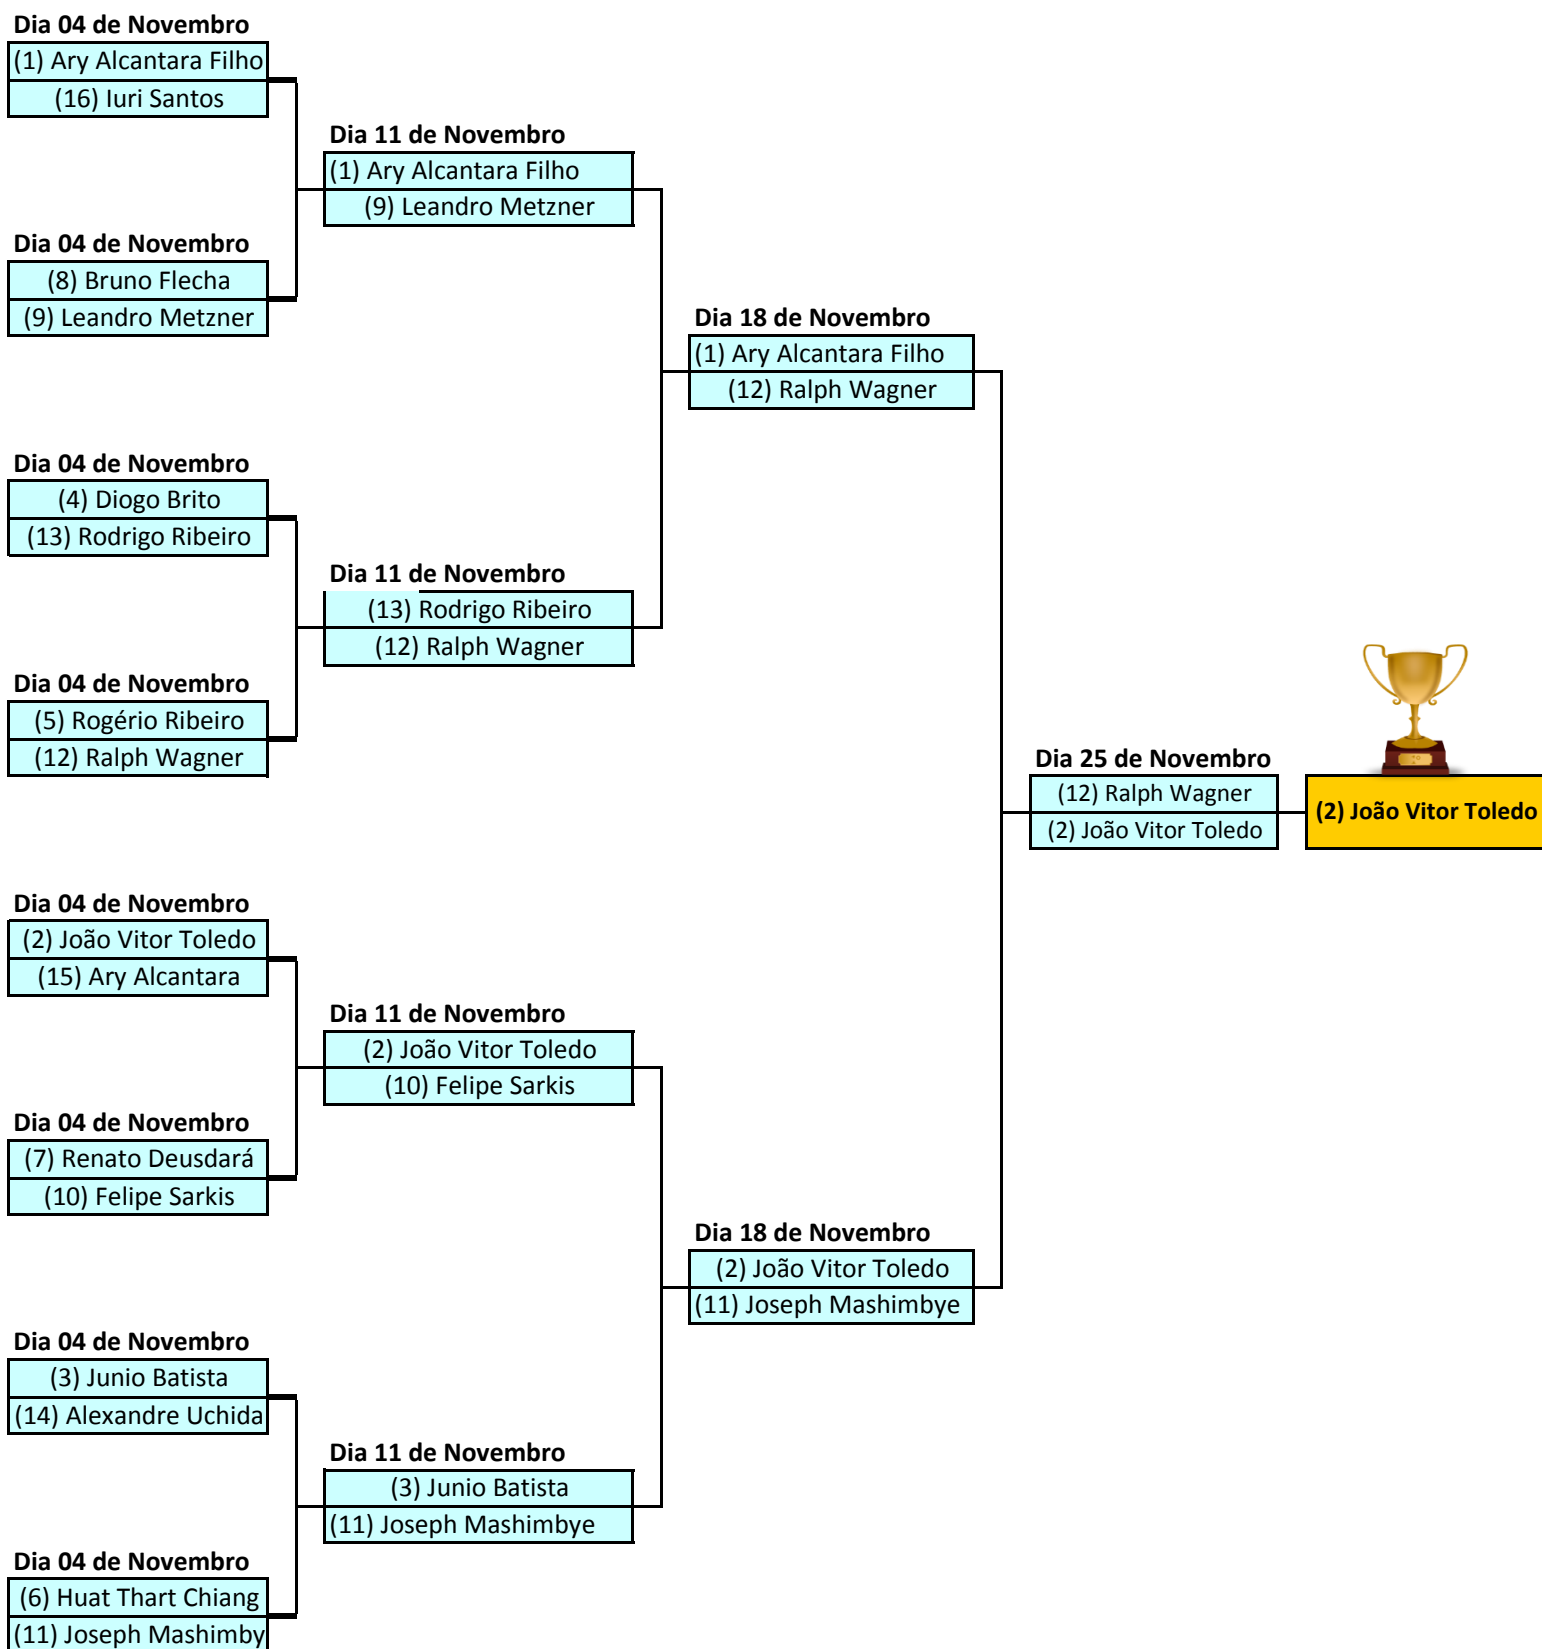 Dia 04 de Novembro
(1) Ary Alcantara Filho
(16) Iuri Santos
Dia 04 de Novembro
(8) Bruno Flecha
(9) Leandro Metzner
Dia 04 de Novembro
(4) Diogo Brito
(13) Rodrigo Ribeiro
Dia 04 de Novembro
(5) Rogério Ribeiro
(12) Ralph Wagner
Dia 04 de Novembro
(2) João Vitor Toledo
(15) Ary Alcantara
Dia 04 de Novembro
(7) Renato Deusdará
(10) Felipe Sarkis
Dia 04 de Novembro
(3) Junio Batista
(14) Alexandre Uchida
Dia 04 de Novembro
(6) Huat Thart Chiang
(11) Joseph Mashimby
Dia 11 de Novembro
(1) Ary Alcantara Filho
(9) Leandro Metzner
Dia 11 de Novembro
(13) Rodrigo Ribeiro
(12) Ralph Wagner
Dia 11 de Novembro
(2) João Vitor Toledo
(10) Felipe Sarkis
Dia 11 de Novembro
(3) Junio Batista
(11) Joseph Mashimbye
Dia 18 de Novembro
(1) Ary Alcantara Filho
(12) Ralph Wagner
Dia 18 de Novembro
(2) João Vitor Toledo
(11) Joseph Mashimbye
Dia 25 de Novembro
(12) Ralph Wagner
(2) João Vitor Toledo
(2) João Vitor Toledo